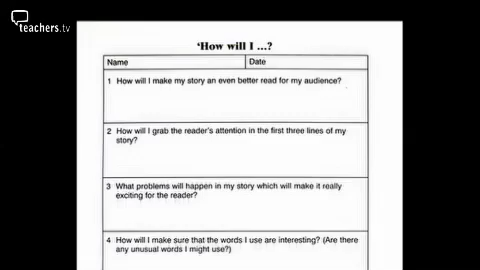 teachers.tv
'How will I ...?
Name
Date
1 How will I make my story an even better read for my audience?
2 How will I grab the reader's attention in the first three lines of my
story?
3 What problems will happen in my story which will make it really
exciting for the reader?
4 How will I make sure that the words I use are interesting? (Are there
any unusual words I might use?)